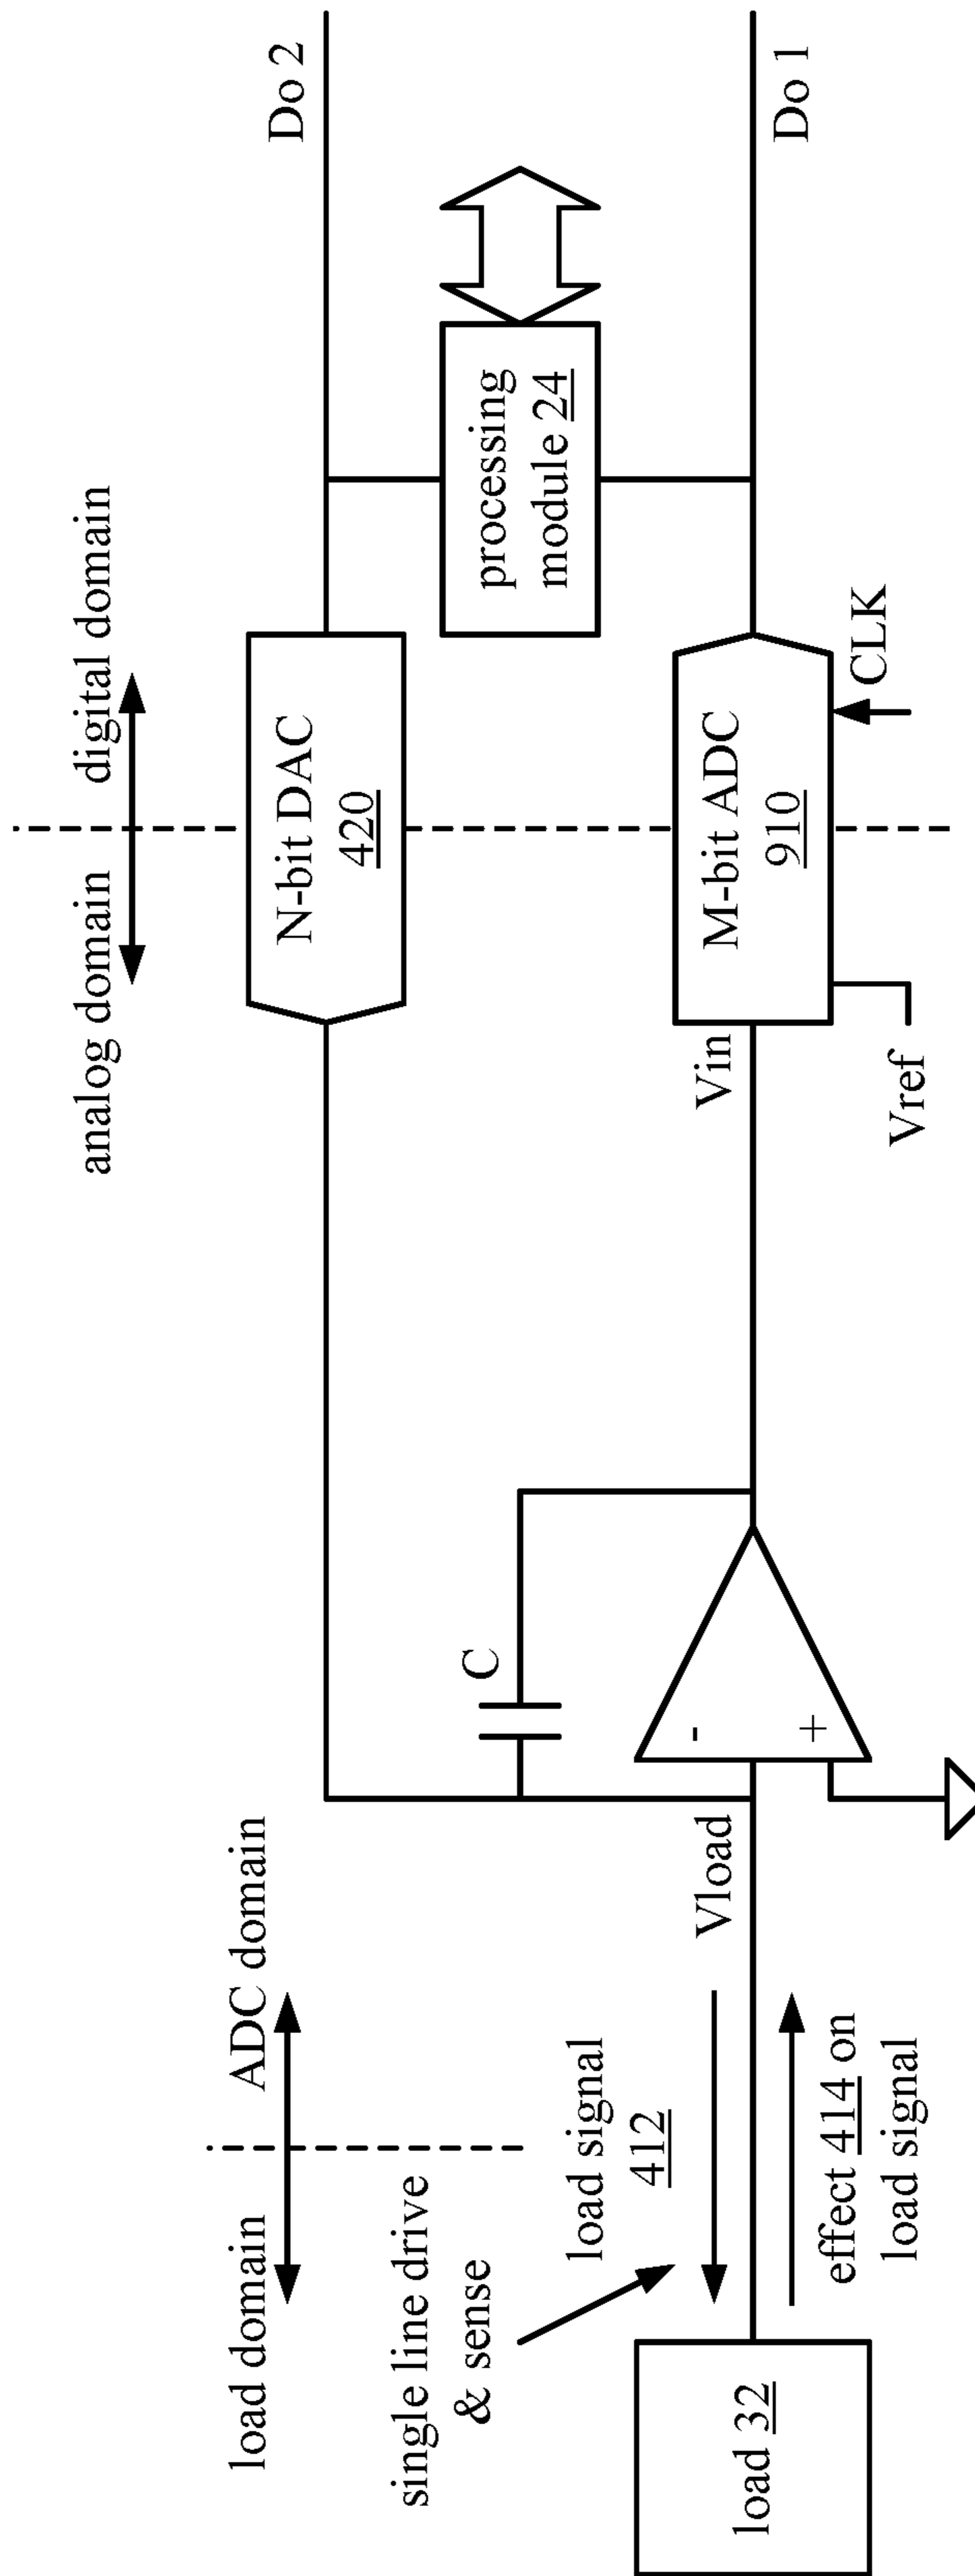 analog domain
digital domain
load domain
ADC domain
N-bit DAC
420
Do 2
single line drive
& sense
C
processing
module 24
load signal
412
Vload
Vin
M-bit ADC
910
Do 1
load 32
-
+
effect 414 on
load signal
Vref
CLK